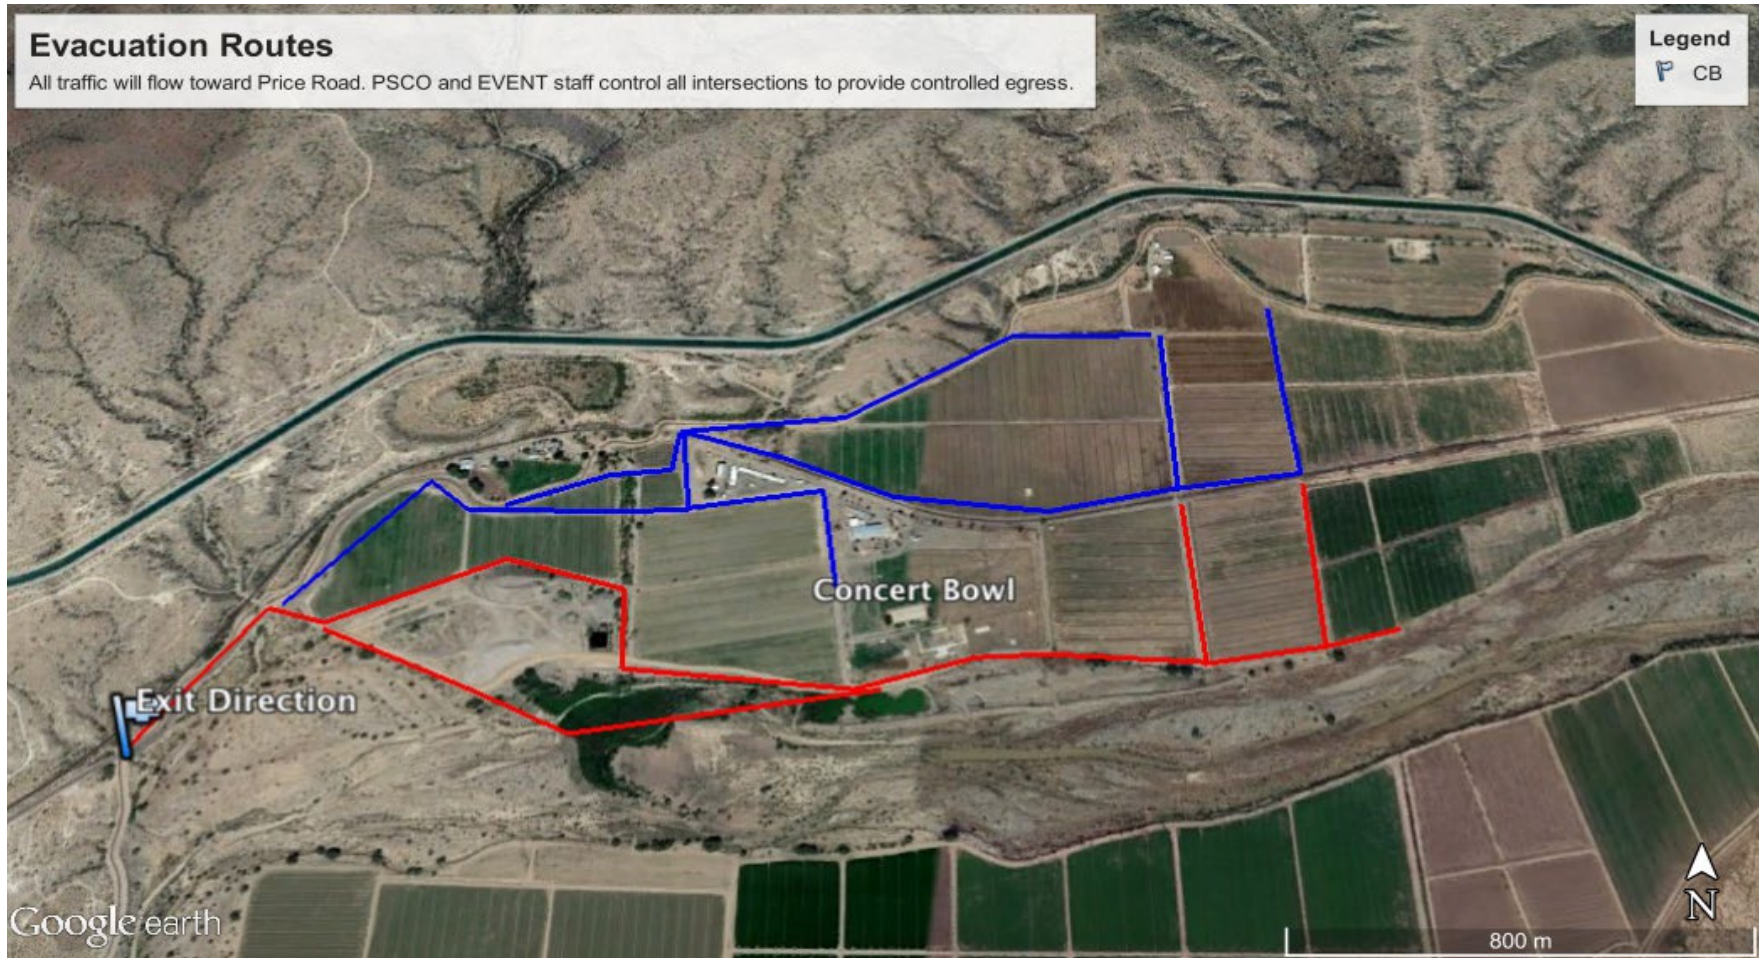 Evacuation Routes
All traffic will flow toward Price Road. PSCO and EVENT staff control all intersections to provide controlled egress.
Legend
CB
Concert Bowl
Exit Direction
N
Google earth
800 m